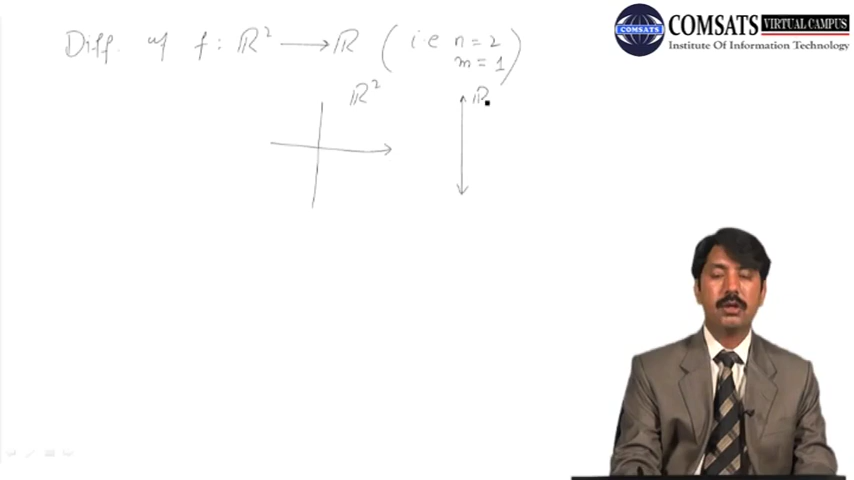 Diff. of f: ℝ² ⟶ ℝ (i.e n = 2
m = 1)
ℝ² ℝ
COMSATS VIRTUAL CAMPUS
Institute Of Information Technology
COMSATS